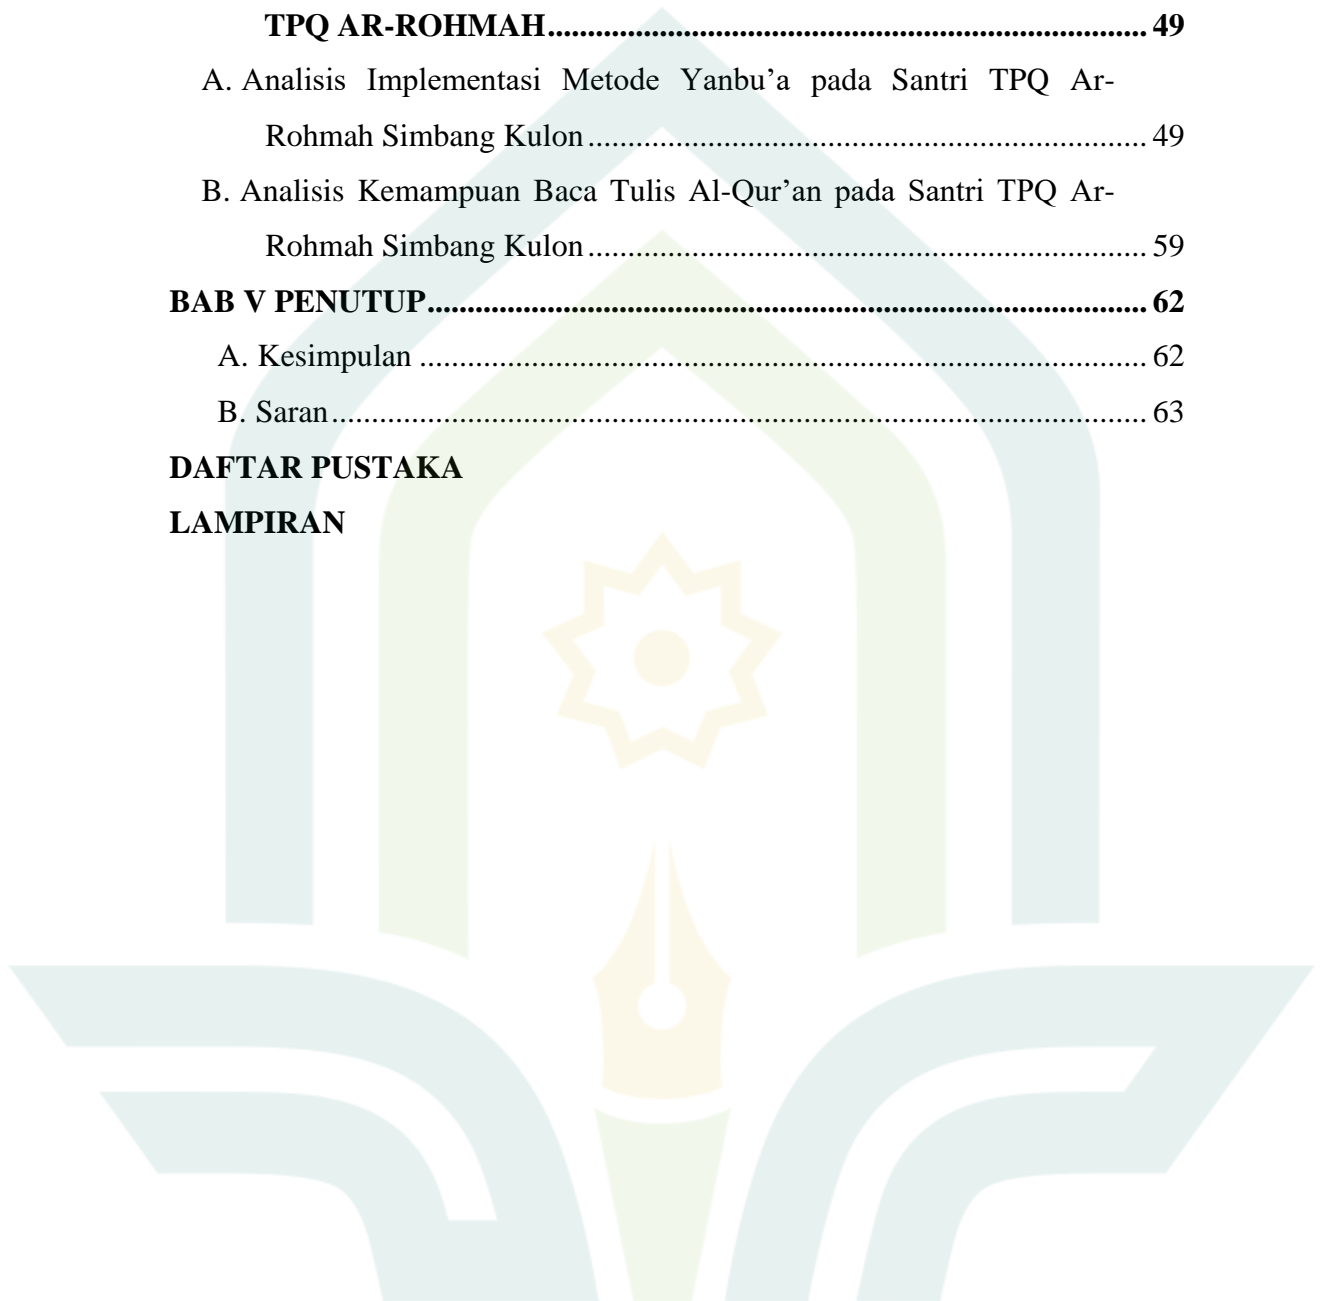 TPQ AR-ROHMAH........................................................................... 49
A. Analisis Implementasi Metode Yanbu’a pada Santri TPQ Ar-
Rohmah Simbang Kulon...................................................................... 49
B. Analisis Kemampuan Baca Tulis Al-Qur’an pada Santri TPQ Ar-
Rohmah Simbang Kulon...................................................................... 59
BAB V PENUTUP.......................................................................................... 62
A. Kesimpulan ........................................................................................... 62
B. Saran...................................................................................................... 63
DAFTAR PUSTAKA
LAMPIRAN